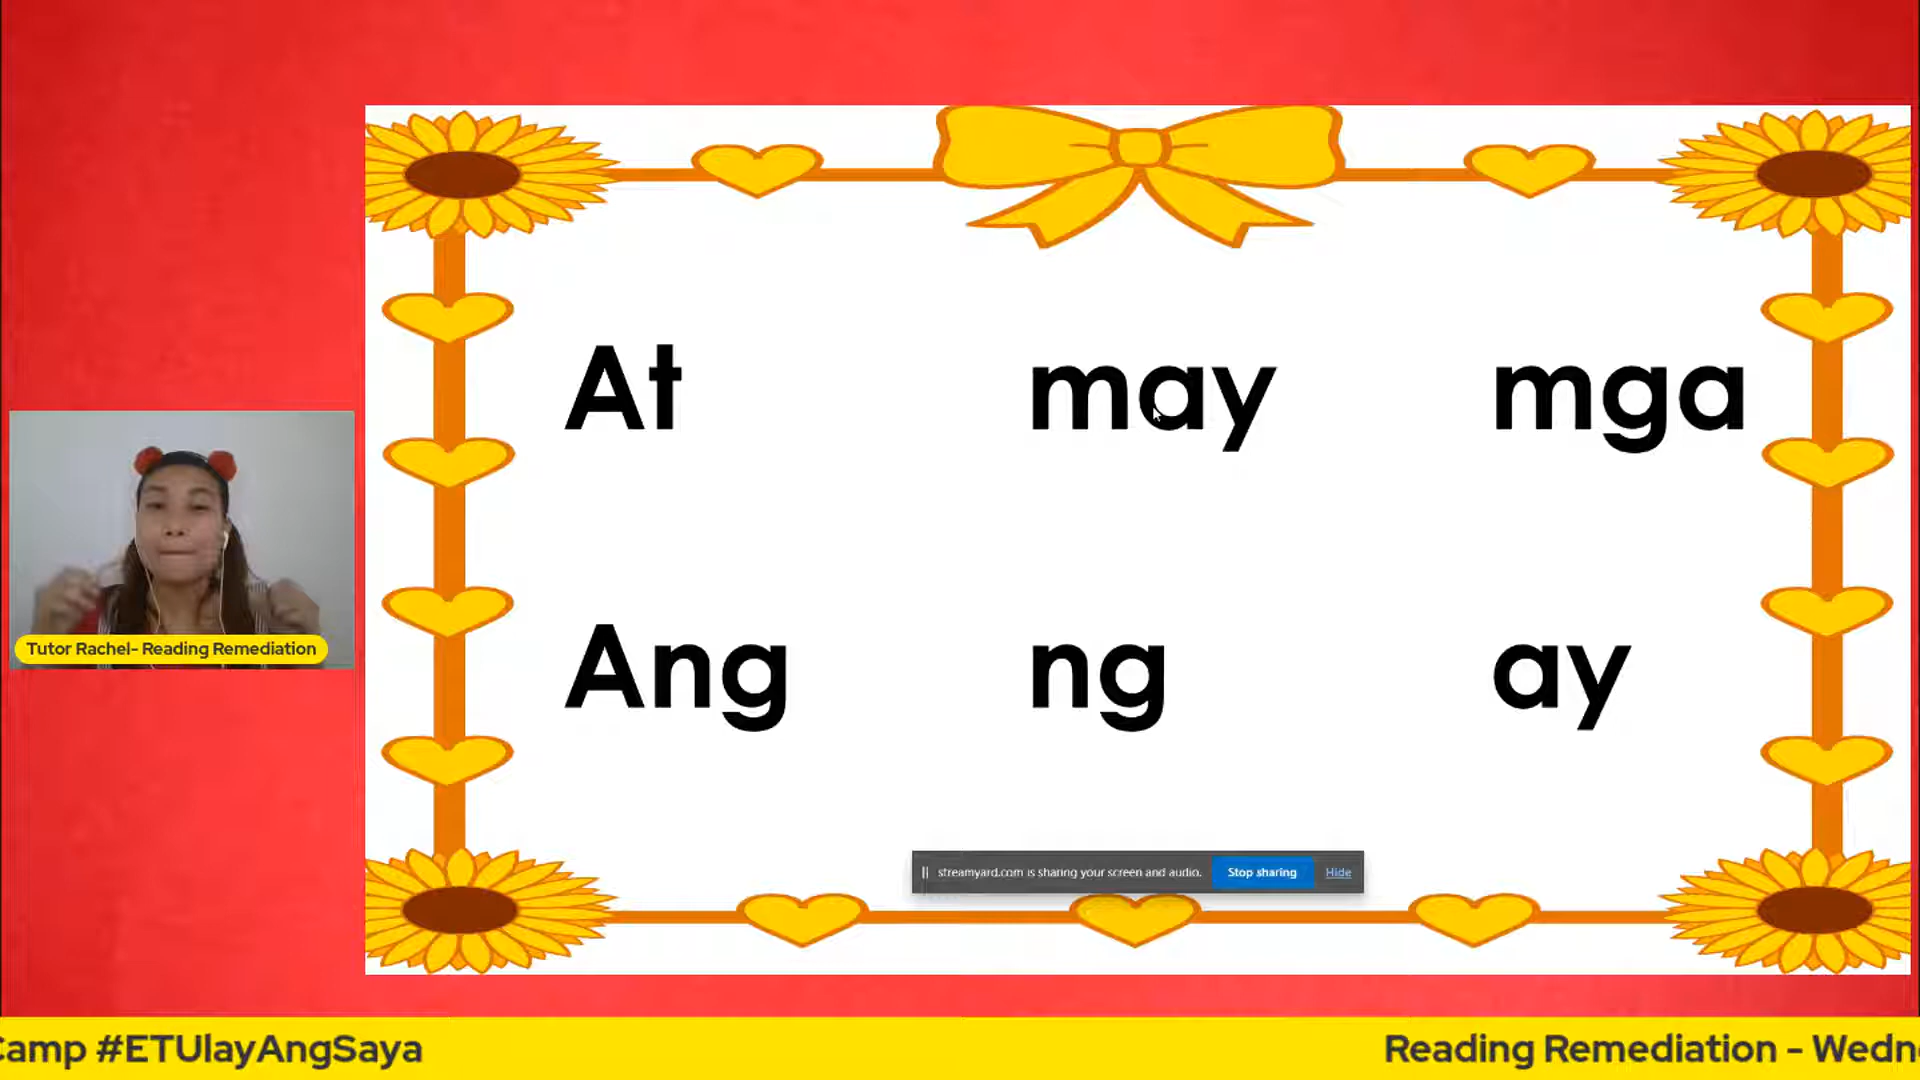 At may mga
Ang ng ay
Tutor Rachel- Reading Remediation
streamyard.com is sharing your screen and audio. Stop sharing Hide
Camp #ETUlayAngSaya Reading Remediation - Wedn